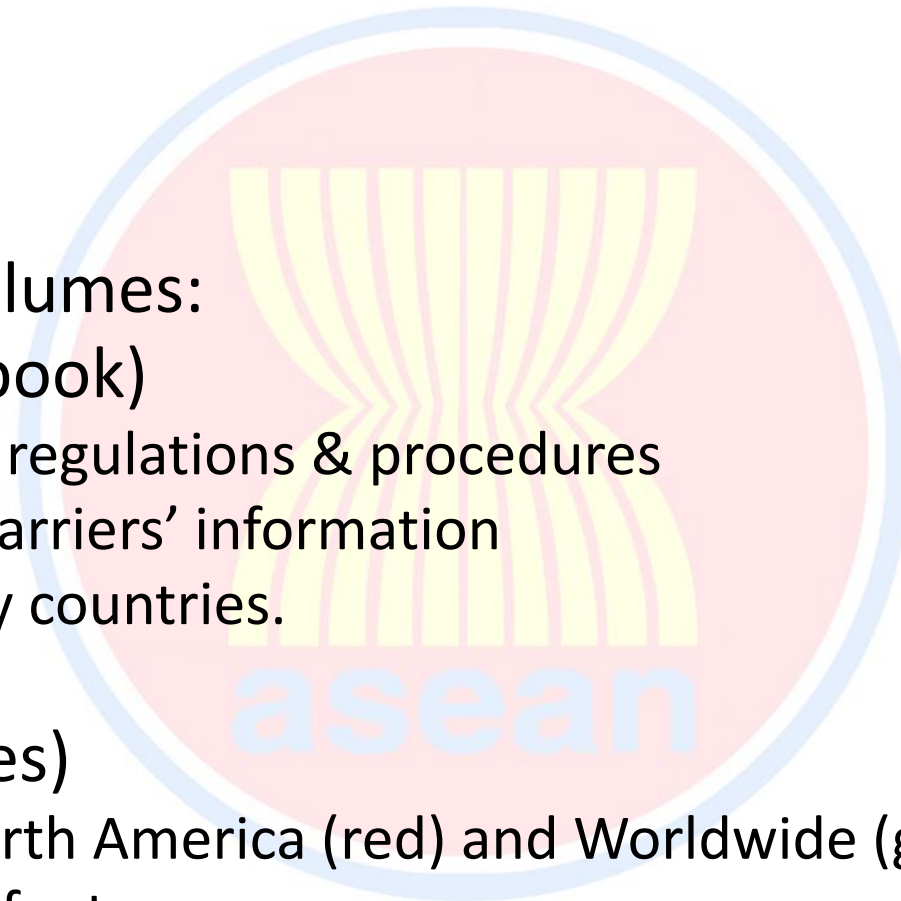 lumes:
book)
regulations & procedures
arriers’ information
y countries.
asean
es)
rth America (red) and Worldwide (g